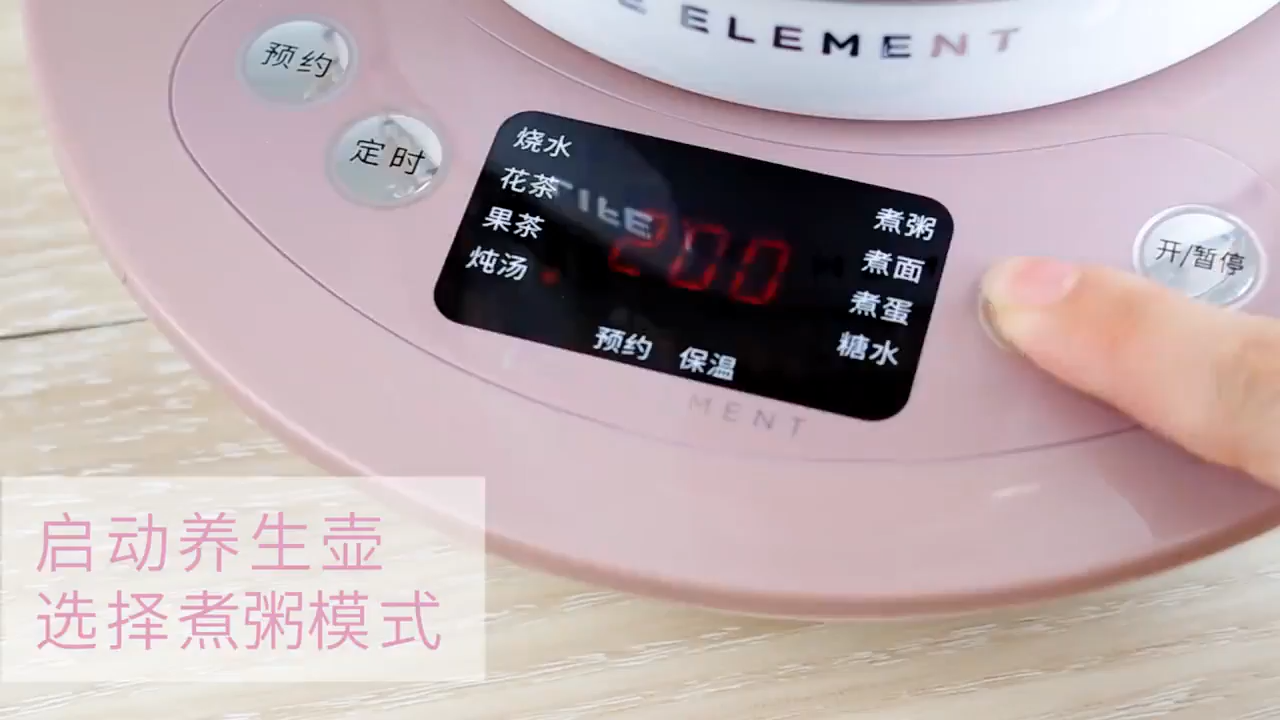 ELEMENT
预约
定时
烧水
花茶
果茶
炖汤
LIFE
200
煮粥
煮面
煮蛋
糖水
预约 保温
开/暂停
MENT
启动养生壶
选择煮粥模式